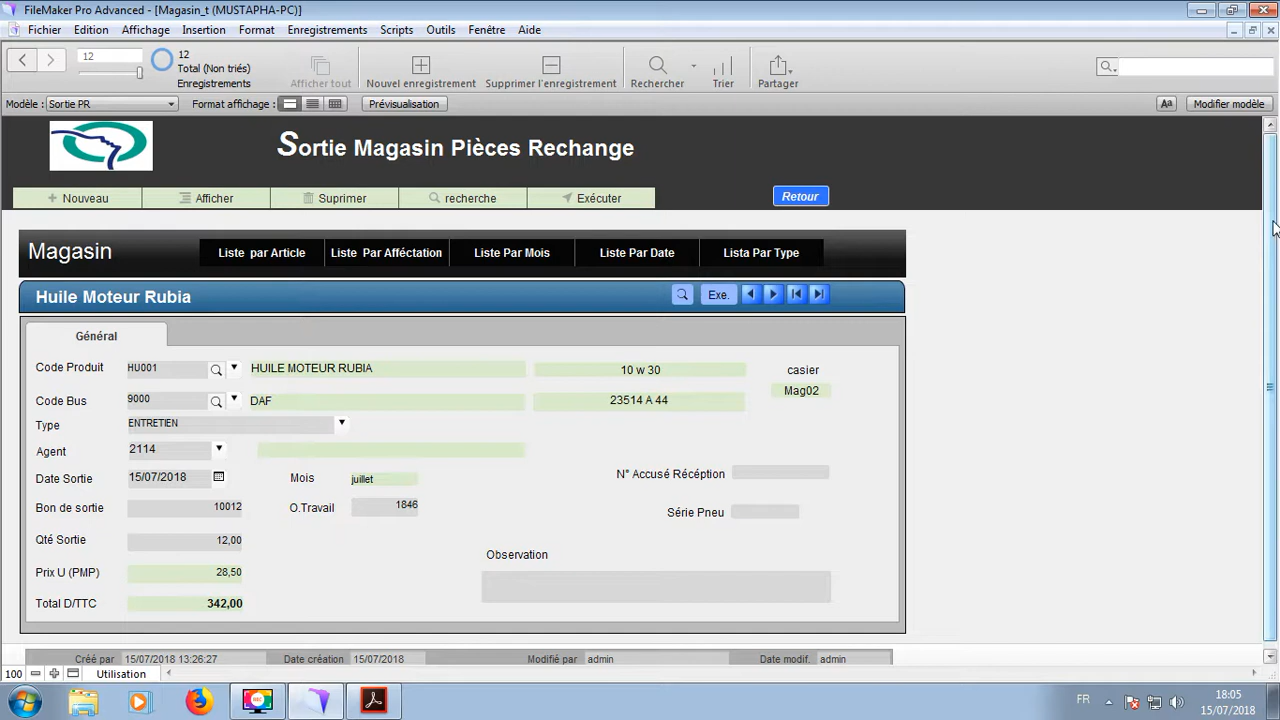 FileMaker Pro Advanced - [Magasin_t (MUSTAPHA-PC)]
Fichier Edition Affichage Insertion Format Enregistrements Scripts Outils Fenêtre Aide
12
12
Total (Non triés)
Enregistrements
Afficher tout
Nouvel enregistrement
Supprimer l'enregistrement
Rechercher
Trier
Partager
Modèle : Sortie PR Format affichage : Prévisualisation Aa Modifier modèle
Sortie Magasin Pièces Rechange
Nouveau Afficher Suprimer recherche Exécuter Retour
Magasin Liste par Article Liste Par Afféctation Liste Par Mois Liste Par Date Lista Par Type
Huile Moteur Rubia Exe.
Général
Code Produit HU001 HUILE MOTEUR RUBIA 10 w 30 casier
Mag02
Code Bus 9000 DAF 23514 A 44
Type ENTRETIEN
Agent 2114
Date Sortie 15/07/2018 Mois juillet N° Accusé Récéption
Bon de sortie 10012 O.Travail 1846 Série Pneu
Qté Sortie 12,00
Observation
Prix U (PMP) 28,50
Total D/TTC 342,00
Créé par 15/07/2018 13:26:27 Date création 15/07/2018 Modifié par admin Date modif. admin
100 Utilisation
REC
FR
18:05
15/07/2018